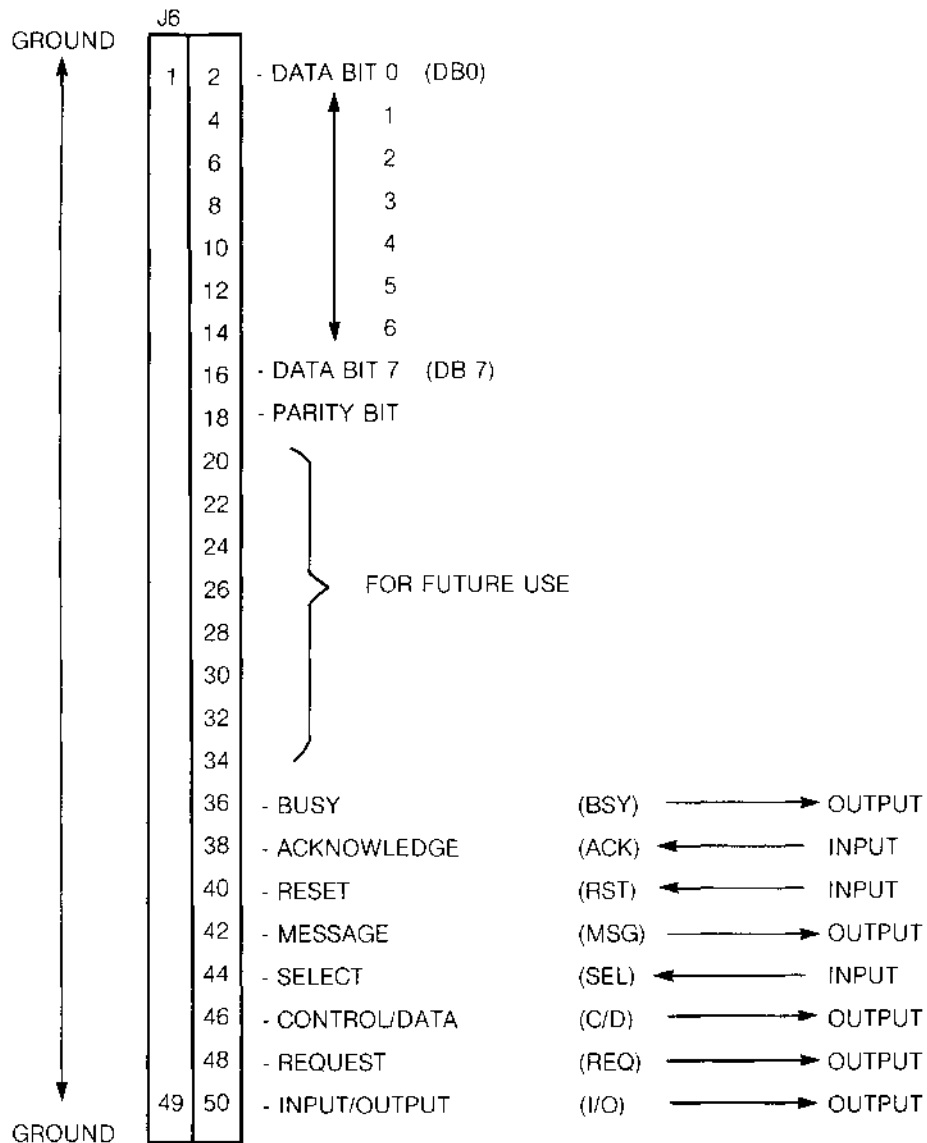 J6
GROUND
1 2 - DATA BIT 0 (DB0)
4 1
6 2
8 3
10 4
12 5
14 6
16 - DATA BIT 7 (DB 7)
18 - PARITY BIT
20
22
24
26 FOR FUTURE USE
28
30
32
34
36 - BUSY (BSY) OUTPUT
38 - ACKNOWLEDGE (ACK) INPUT
40 - RESET (RST) INPUT
42 - MESSAGE (MSG) OUTPUT
44 - SELECT (SEL) INPUT
46 - CONTROL/DATA (C/D) OUTPUT
48 - REQUEST (REQ) OUTPUT
49 50 - INPUT/OUTPUT (I/O) OUTPUT
GROUND